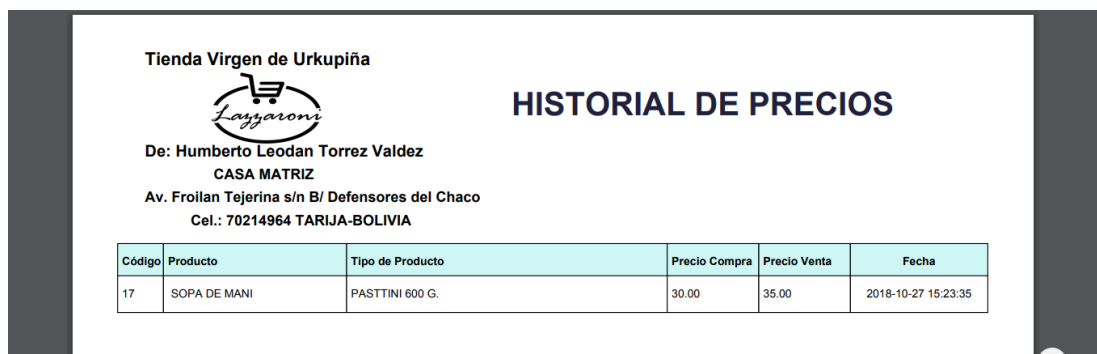 Tienda Virgen de Urkupiña
Lazzaroni
HISTORIAL DE PRECIOS
De: Humberto Leodan Torrez Valdez
CASA MATRIZ
Av. Froilan Tejerina s/n B/ Defensores del Chaco
Cel.: 70214964 TARIJA-BOLIVIA
Código Producto Tipo de Producto Precio Compra Precio Venta Fecha
17 SOPA DE MANI PASTTINI 600 G. 30.00 35.00 2018-10-27 15:23:35